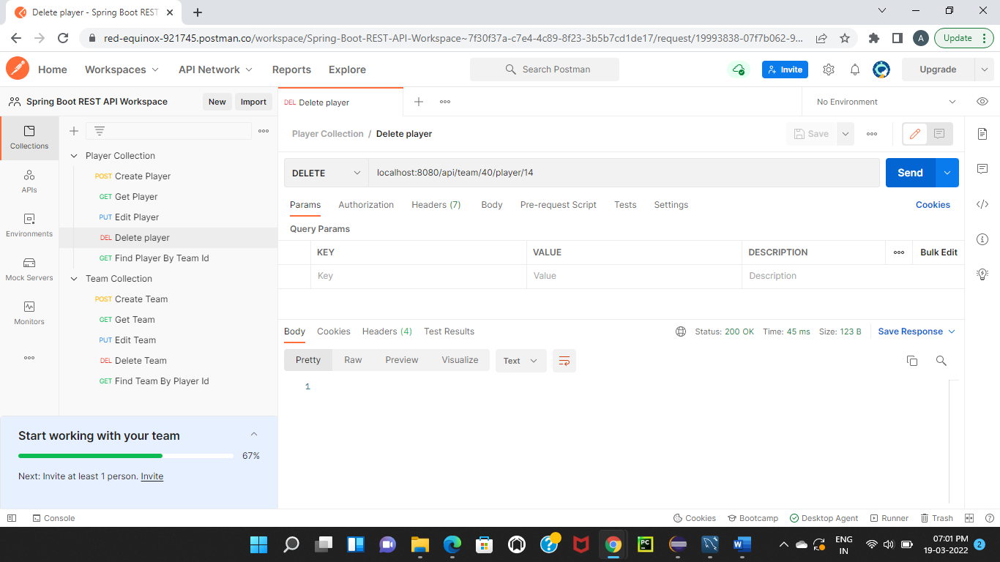 Delete player - Spring Boot REST
red-equinox-921745.postman.co/workspace/Spring-Boot-REST-API-Workspace~7f30f37a-c7e4-4c89-8f23-3b5b7cd1de17/request/19993838-07f7b062-9...
A
Update
Home
Workspaces
API Network
Reports
Explore
Search Postman
Invite
Upgrade
Spring Boot REST API Workspace
New
Import
DEL Delete player
No Environment
Collections
APIs
Environments
Mock Servers
Monitors
Player Collection
POST Create Player
GET Get Player
PUT Edit Player
DEL Delete player
GET Find Player By Team Id
Team Collection
POST Create Team
GET Get Team
PUT Edit Team
DEL Delete Team
GET Find Team By Player Id
Start working with your team
67%
Next: Invite at least 1 person. Invite
Player Collection / Delete player
Save
DELETE
localhost:8080/api/team/40/player/14
Send
Params
Authorization
Headers (7)
Body
Pre-request Script
Tests
Settings
Cookies
Query Params
KEY
VALUE
DESCRIPTION
Bulk Edit
Key
Value
Description
Body
Cookies
Headers (4)
Test Results
Status: 200 OK
Time: 45 ms
Size: 123 B
Save Response
Pretty
Raw
Preview
Visualize
Text
1
Console
Cookies
Bootcamp
Desktop Agent
Runner
Trash
PC
W
ENG
IN
07:01 PM
19-03-2022
2